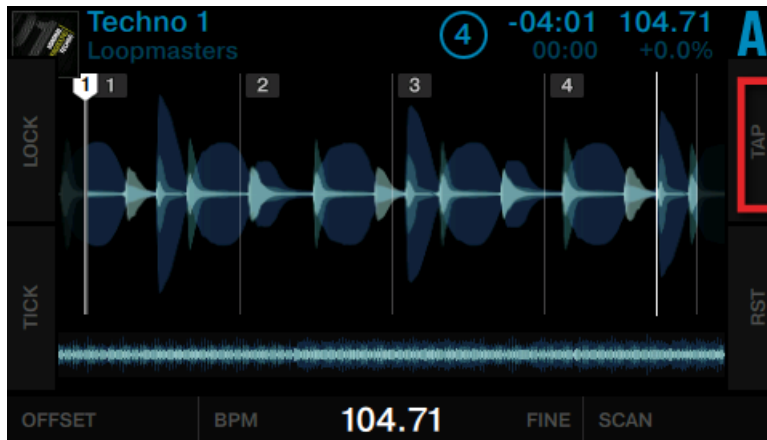 Techno 1
Loopmasters
4
-04:01 104.71
00:00 +0.0%
A
1 1 2 3 4
LOCK
TAP
TICK
RST
OFFSET BPM 104.71 FINE SCAN